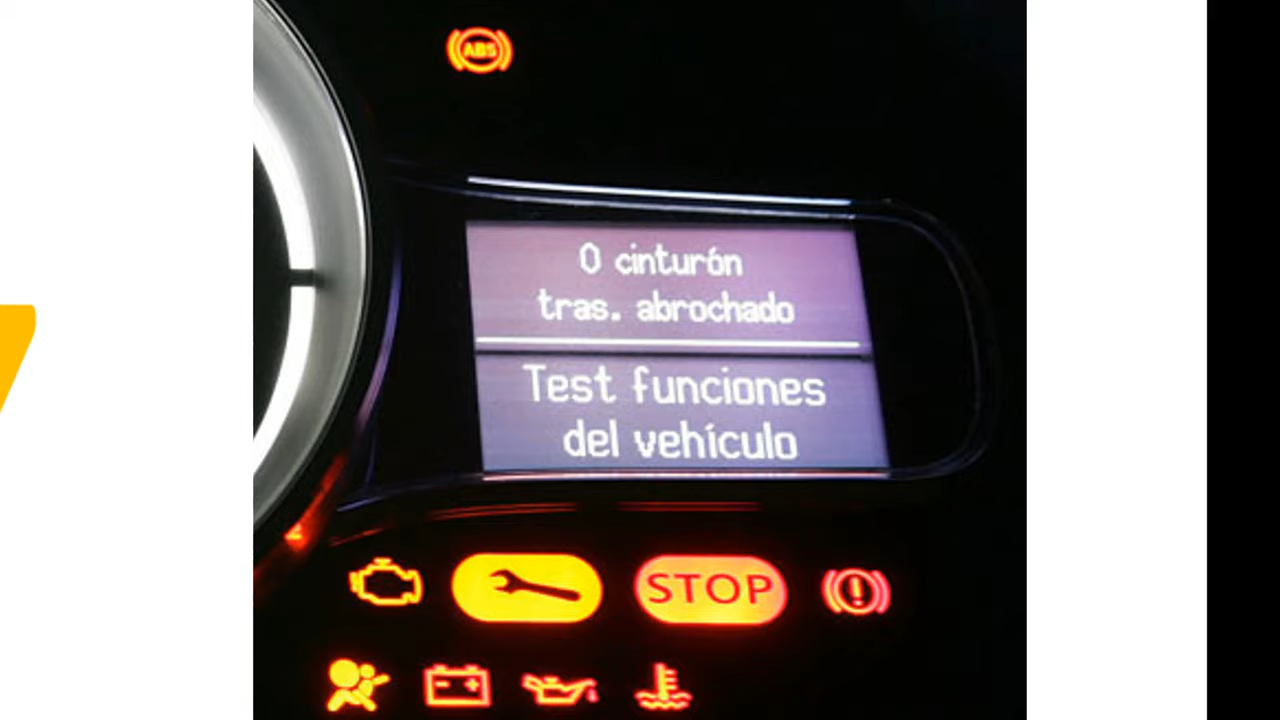 ABS
0 cinturón
tras. abrochado
Test funciones
del vehículo
STOP